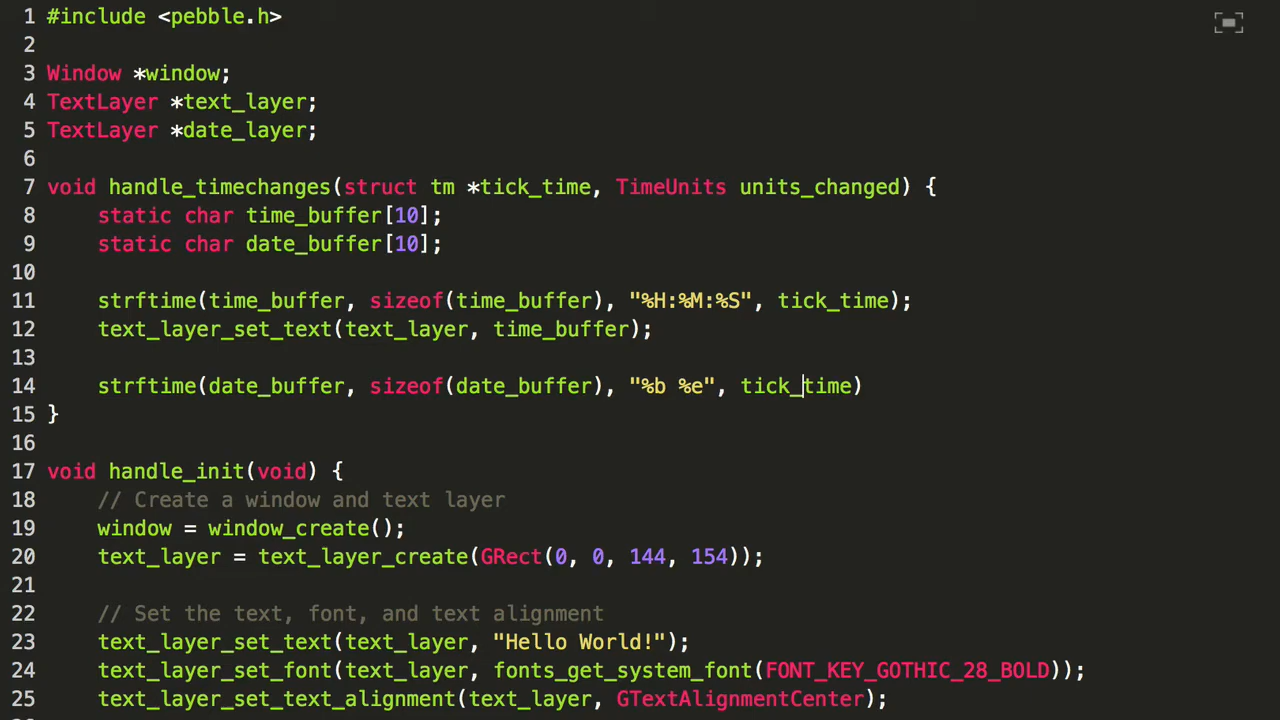 1 #include <pebble.h>
2
3 Window *window;
4 TextLayer *text_layer;
5 TextLayer *date_layer;
6
7 void handle_timechanges(struct tm *tick_time, TimeUnits units_changed) {
8     static char time_buffer[10];
9     static char date_buffer[10];
10
11     strftime(time_buffer, sizeof(time_buffer), "%H:%M:%S", tick_time);
12     text_layer_set_text(text_layer, time_buffer);
13
14     strftime(date_buffer, sizeof(date_buffer), "%b %e", tick_time)
15 }
16
17 void handle_init(void) {
18     // Create a window and text layer
19     window = window_create();
20     text_layer = text_layer_create(GRect(0, 0, 144, 154));
21
22     // Set the text, font, and text alignment
23     text_layer_set_text(text_layer, "Hello World!");
24     text_layer_set_font(text_layer, fonts_get_system_font(FONT_KEY_GOTHIC_28_BOLD));
25     text_layer_set_text_alignment(text_layer, GTextAlignmentCenter);